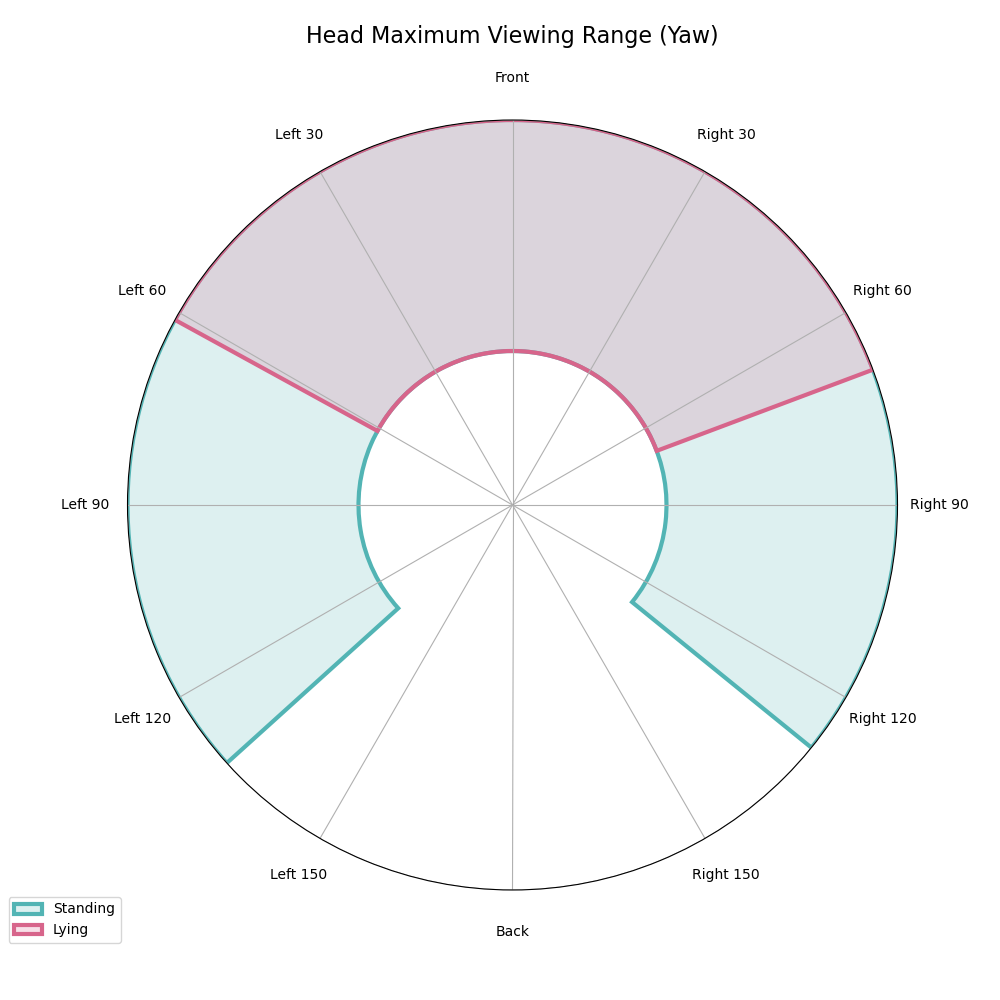 Head Maximum Viewing Range (Yaw)
Front
Left 30
Right 30
Left 60
Right 60
Left 90
Right 90
Left 120
Right 120
Left 150
Right 150
Back
Standing
Lying